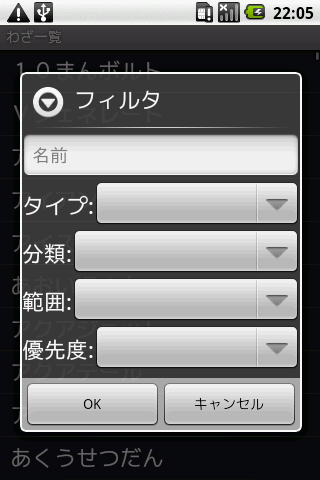 22:05
わざ一覧
１０まんボルト
フィルタ
名前
タイプ:
分類:
範囲:
優先度:
OK
キャンセル
あくうせつだん